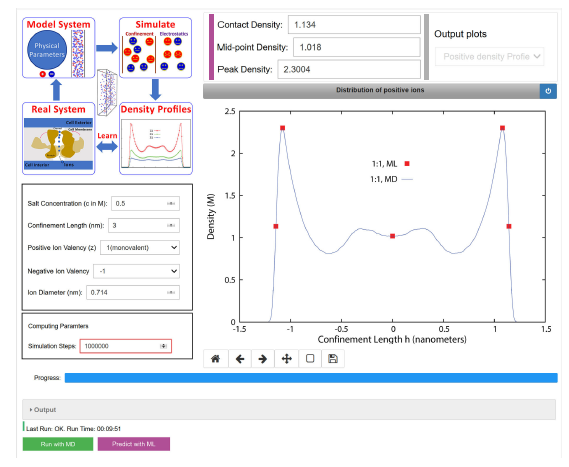 Model System
Simulate
Physical
Parameters
Confinement
Electrostatics
Real System
Learn
Density Profiles
Cell Exterior
Cell Membrane
Cell Interior
Ions
Salt Concentration (c in M): 0.5
Confinement Length (nm): 3
Positive Ion Valency (z) 1(monovalent)
Negative Ion Valency -1
Ion Diameter (nm): 0.714
Computing Paramters
Simulation Steps: 1000000
Contact Density: 1.134
Mid-point Density: 1.018
Peak Density: 2.3004
Output plots
Positive density Profile
Distribution of positive ions
2.5
2
1.5
1
0.5
0
Density (M)
1:1, ML
1:1, MD
-1.5 -1 -0.5 0 0.5 1 1.5
Confinement Length h (nanometers)
Progress:
Output
Last Run: OK. Run Time: 00:09:51
Run with MD
Predict with ML